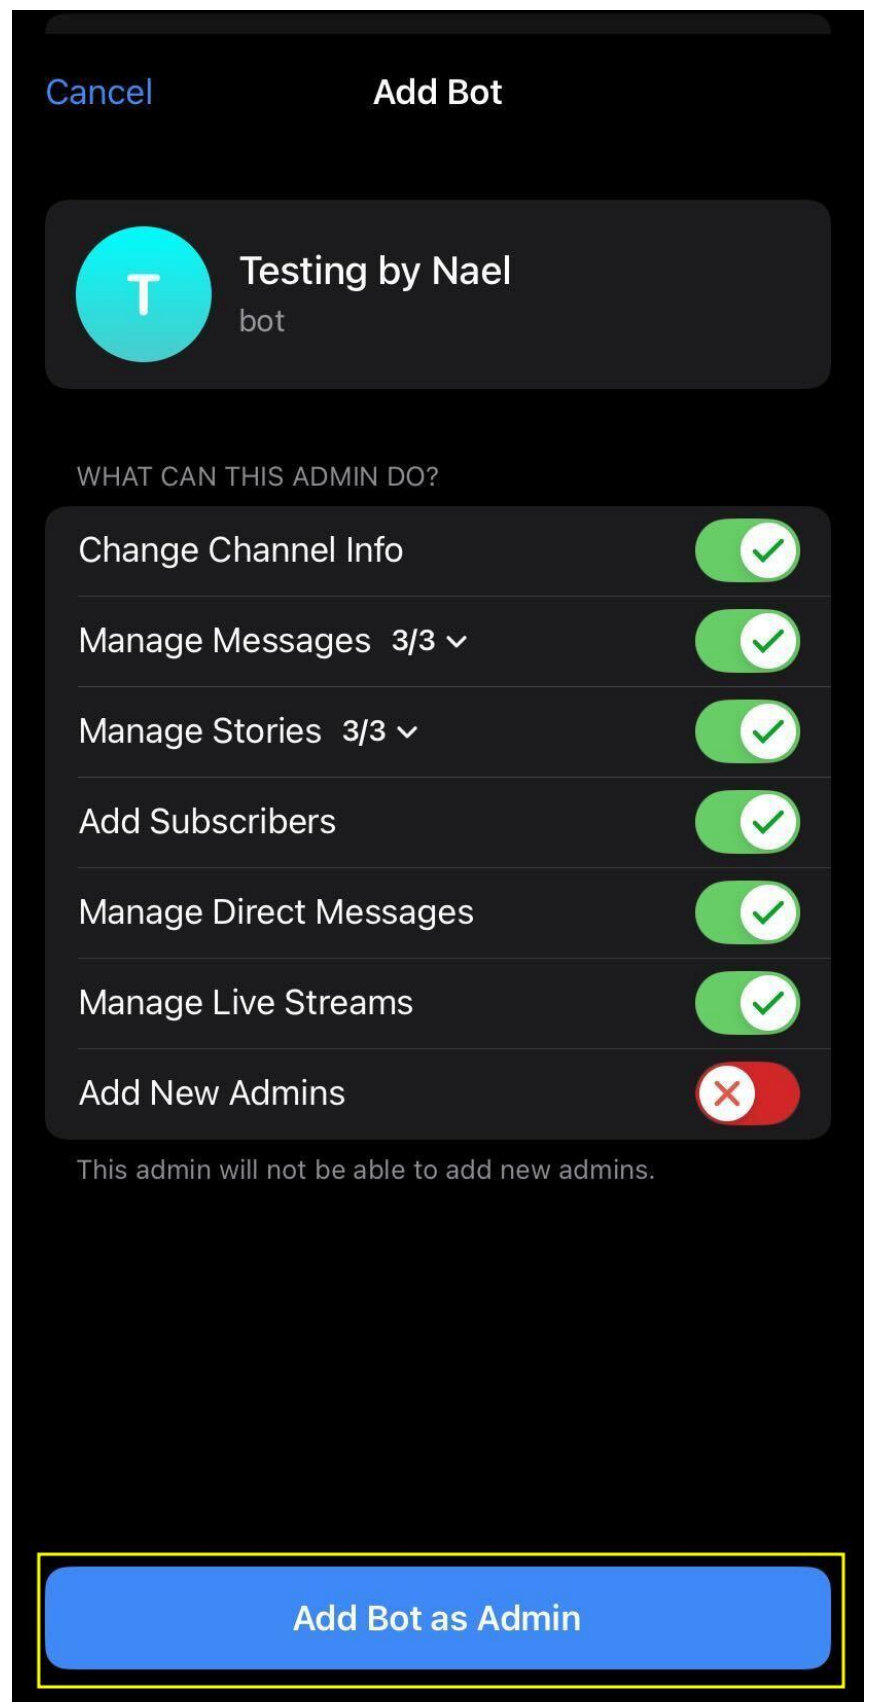 Cancel
Add Bot
T
Testing by Nael
bot
WHAT CAN THIS ADMIN DO?
Change Channel Info
Manage Messages 3/3
Manage Stories 3/3
Add Subscribers
Manage Direct Messages
Manage Live Streams
Add New Admins
This admin will not be able to add new admins.
Add Bot as Admin